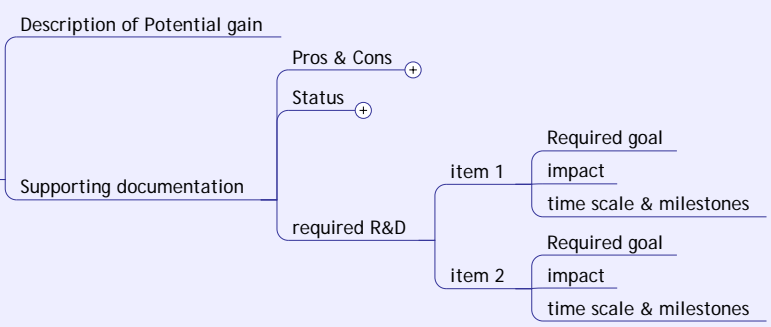 Description of Potential gain
Supporting documentation
Pros & Cons
Status
required R&D
item 1
Required goal
impact
time scale & milestones
item 2
Required goal
impact
time scale & milestones